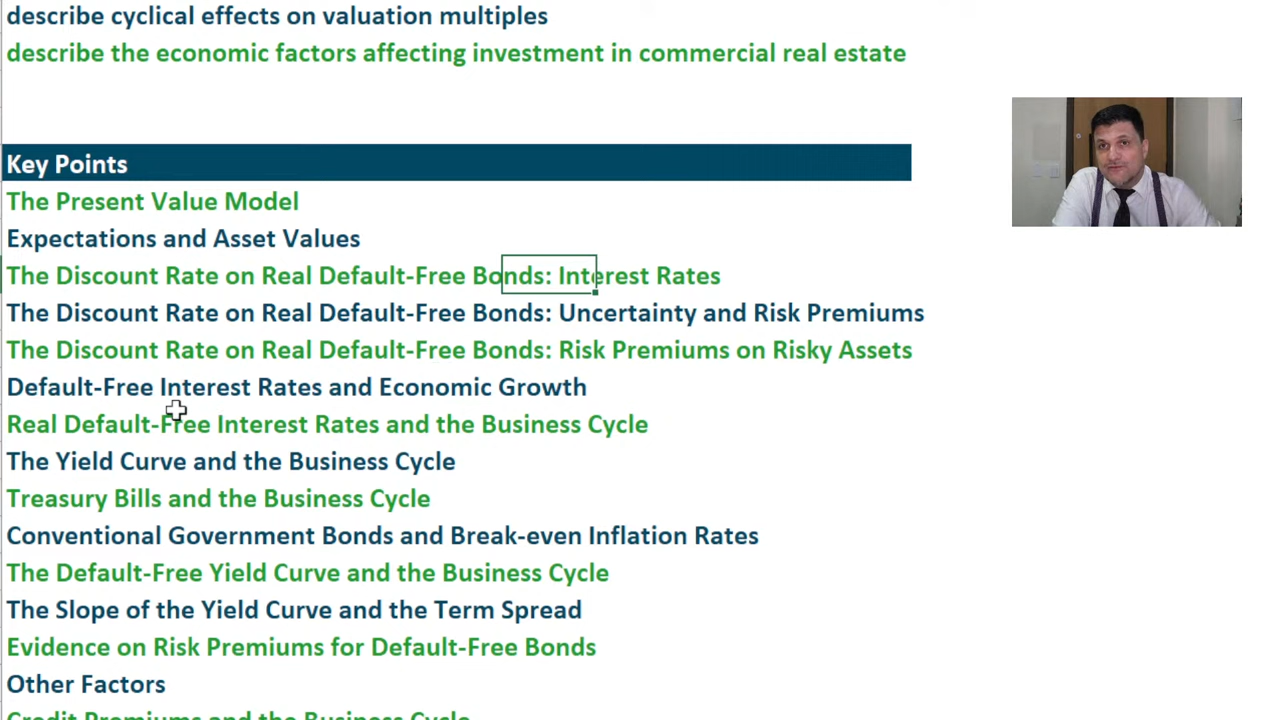 describe cyclical effects on valuation multiples
describe the economic factors affecting investment in commercial real estate
Key Points
The Present Value Model
Expectations and Asset Values
The Discount Rate on Real Default-Free Bonds: Interest Rates
The Discount Rate on Real Default-Free Bonds: Uncertainty and Risk Premiums
The Discount Rate on Real Default-Free Bonds: Risk Premiums on Risky Assets
Default-Free Interest Rates and Economic Growth
Real Default-Free Interest Rates and the Business Cycle
The Yield Curve and the Business Cycle
Treasury Bills and the Business Cycle
Conventional Government Bonds and Break-even Inflation Rates
The Default-Free Yield Curve and the Business Cycle
The Slope of the Yield Curve and the Term Spread
Evidence on Risk Premiums for Default-Free Bonds
Other Factors
Credit Premiums and the Business Cycle